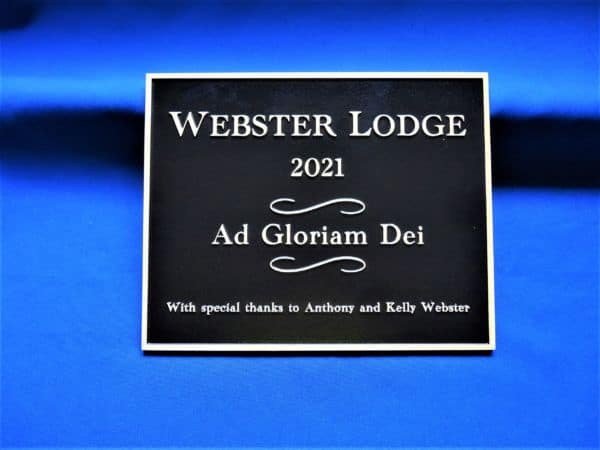 Webster Lodge
2021
Ad Gloriam Dei
With special thanks to Anthony and Kelly Webster